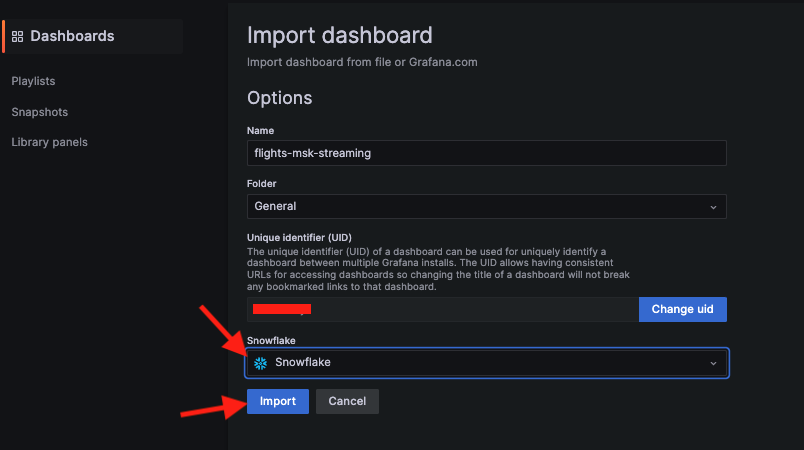 Dashboards
Playlists
Snapshots
Library panels
Import dashboard
Import dashboard from file or Grafana.com
Options
Name
flights-msk-streaming
Folder
General
Unique identifier (UID)
The unique identifier (UID) of a dashboard can be used for uniquely identify a
dashboard between multiple Grafana installs. The UID allows having consistent
URLs for accessing dashboards so changing the title of a dashboard will not break
any bookmarked links to that dashboard.
Change uid
Snowflake
Snowflake
Import
Cancel